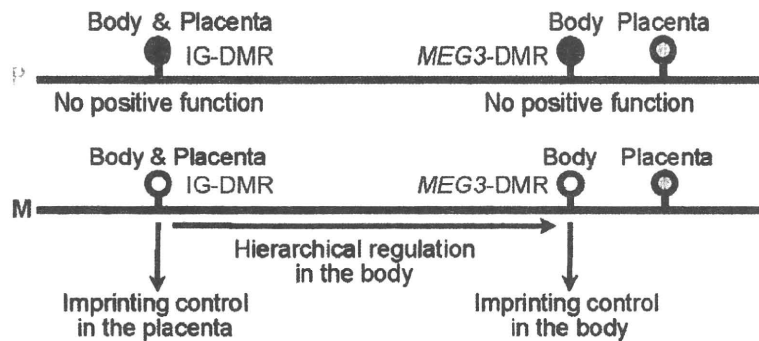 Body & Placenta Body Placenta
IG-DMR MEG3-DMR
P
No positive function No positive function
Body & Placenta Body Placenta
IG-DMR MEG3-DMR
M
Hierarchical regulation
in the body
Imprinting control Imprinting control
in the placenta in the body